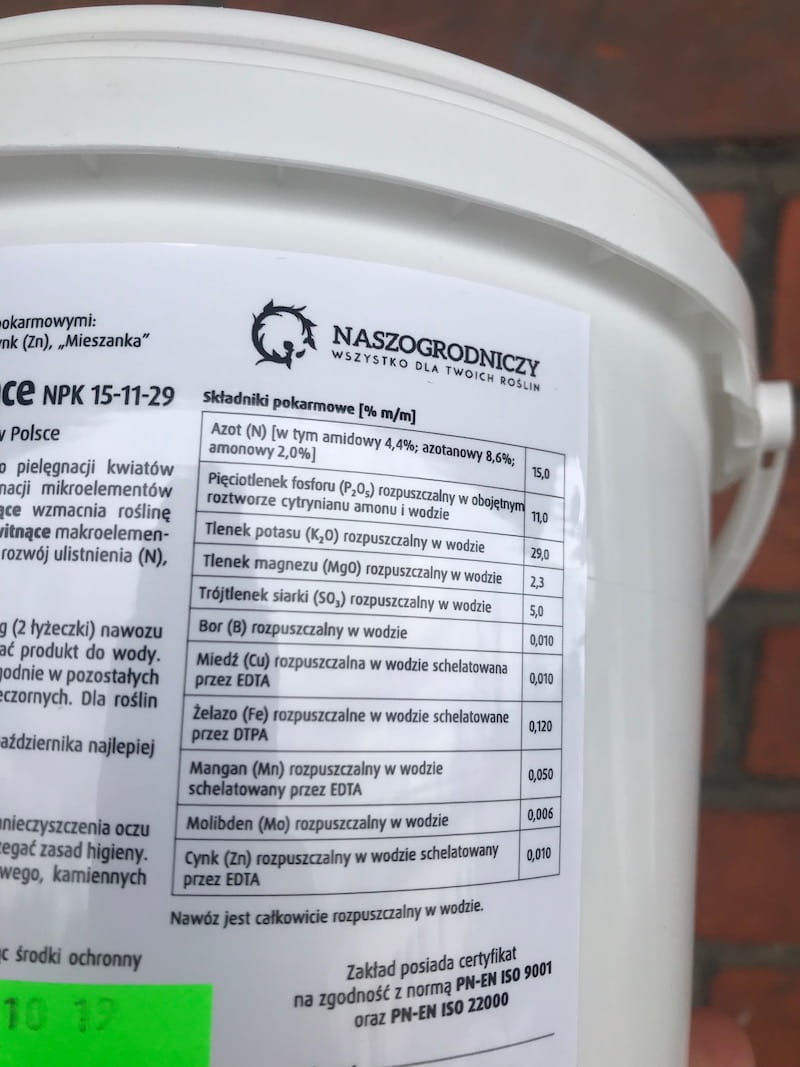 pokarmowymi:
ynk (Zn), „Mieszanka”
ce NPK 15-11-29
w Polsce
o pielęgnacji kwiatów
nacji mikroelementów
ące wzmacnia roślinę
vitnące makroelemen-
rozwój ulistnienia (N),
g (2 łyżeczki) nawozu
ać produkt do wody.
godnie w pozostałych
eczornych. Dla roślin
aździernika najlepiej
nieczyszczenia oczu
egać zasad higieny.
wego, kamiennych
c środki ochronny
10 19
NASZOGRODNICZY
WSZYSTKO DLA TWOICH ROŚLIN
Składniki pokarmowe [% m/m]
Azot (N) [w tym amidowy 4,4%; azotanowy 8,6%;
amonowy 2,0%] 15,0
Pięciotlenek fosforu (P₂O₅) rozpuszczalny w obojętnym
roztworze cytrynianu amonu i wodzie 11,0
Tlenek potasu (K₂O) rozpuszczalny w wodzie 29,0
Tlenek magnezu (MgO) rozpuszczalny w wodzie 2,3
Trójtlenek siarki (SO₃) rozpuszczalny w wodzie 5,0
Bor (B) rozpuszczalny w wodzie 0,010
Miedź (Cu) rozpuszczalna w wodzie schelatowana
przez EDTA 0,010
Żelazo (Fe) rozpuszczalne w wodzie schelatowane
przez DTPA 0,120
Mangan (Mn) rozpuszczalny w wodzie
schelatowany przez EDTA 0,050
Molibden (Mo) rozpuszczalny w wodzie 0,006
Cynk (Zn) rozpuszczalny w wodzie schelatowany
przez EDTA 0,010
Nawóz jest całkowicie rozpuszczalny w wodzie.
Zakład posiada certyfikat
na zgodność z normą PN-EN ISO 9001
oraz PN-EN ISO 22000